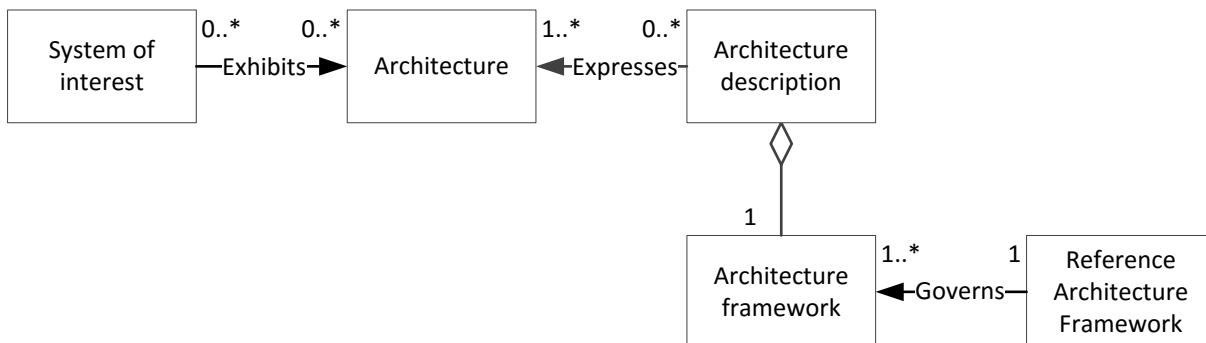 System of
interest
0..*
Exhibits
0..*
Architecture
1..*
Expresses
0..*
Architecture
description
1
Architecture
framework
1..*
Governs
1
Reference
Architecture
Framework